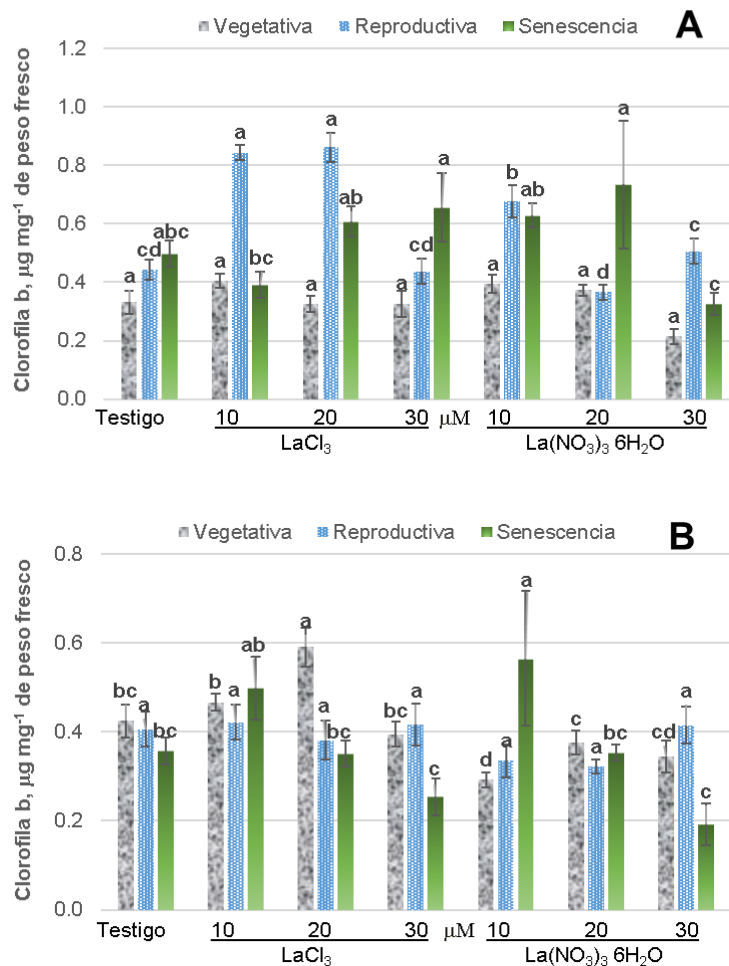 Vegetativa Reproductiva Senescencia A
Clorofila b, µg mg⁻¹ de peso fresco
1.2
1.0
0.8
0.6
0.4
0.2
0.0
a cd abc
a a bc
a a ab
a cd a
a b ab
a d a
a c c
Testigo 10 20 30 µM 10 20 30
LaCl₃ La(NO₃)₃ 6H₂O
Vegetativa Reproductiva Senescencia B
Clorofila b, µg mg⁻¹ de peso fresco
0.8
0.6
0.4
0.2
0.0
bc a bc
b a ab
a a bc
bc a c
d a a
c a bc
cd a c
Testigo 10 20 30 µM 10 20 30
LaCl₃ La(NO₃)₃ 6H₂O